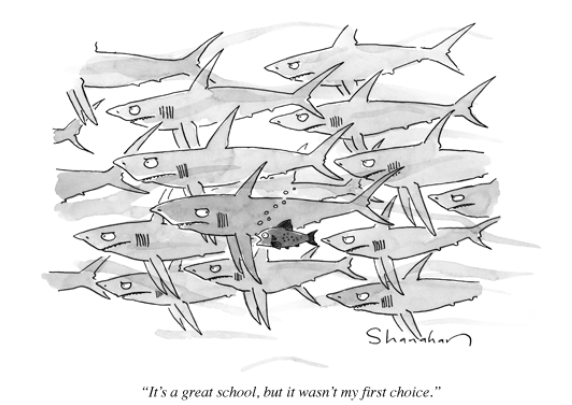 Shanahan
“It’s a great school, but it wasn’t my first choice.”